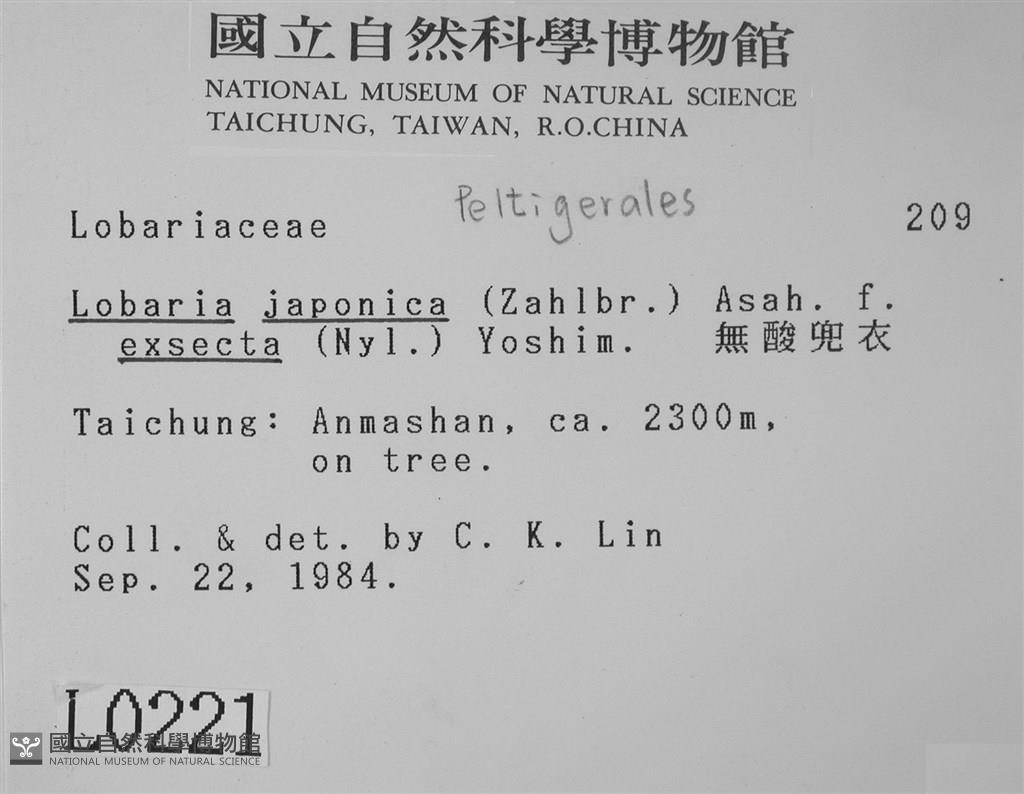 國立自然科學博物館
NATIONAL MUSEUM OF NATURAL SCIENCE
TAICHUNG, TAIWAN, R.O.CHINA
Lobariaceae Peltigerales 209
Lobaria japonica (Zahlbr.) Asah. f.
exsecta (Nyl.) Yoshim. 無酸兜衣
Taichung: Anmashan, ca. 2300m,
on tree.
Coll. & det. by C. K. Lin
Sep. 22, 1984.
L0221
國立自然科學博物館
NATIONAL MUSEUM OF NATURAL SCIENCE